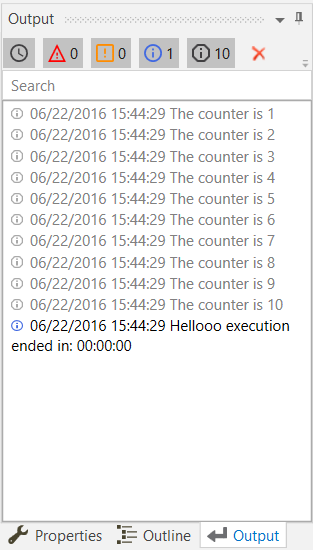 Output
0 0 1 10
Search
06/22/2016 15:44:29 The counter is 1
06/22/2016 15:44:29 The counter is 2
06/22/2016 15:44:29 The counter is 3
06/22/2016 15:44:29 The counter is 4
06/22/2016 15:44:29 The counter is 5
06/22/2016 15:44:29 The counter is 6
06/22/2016 15:44:29 The counter is 7
06/22/2016 15:44:29 The counter is 8
06/22/2016 15:44:29 The counter is 9
06/22/2016 15:44:29 The counter is 10
06/22/2016 15:44:29 Hellooo execution
ended in: 00:00:00
Properties Outline Output